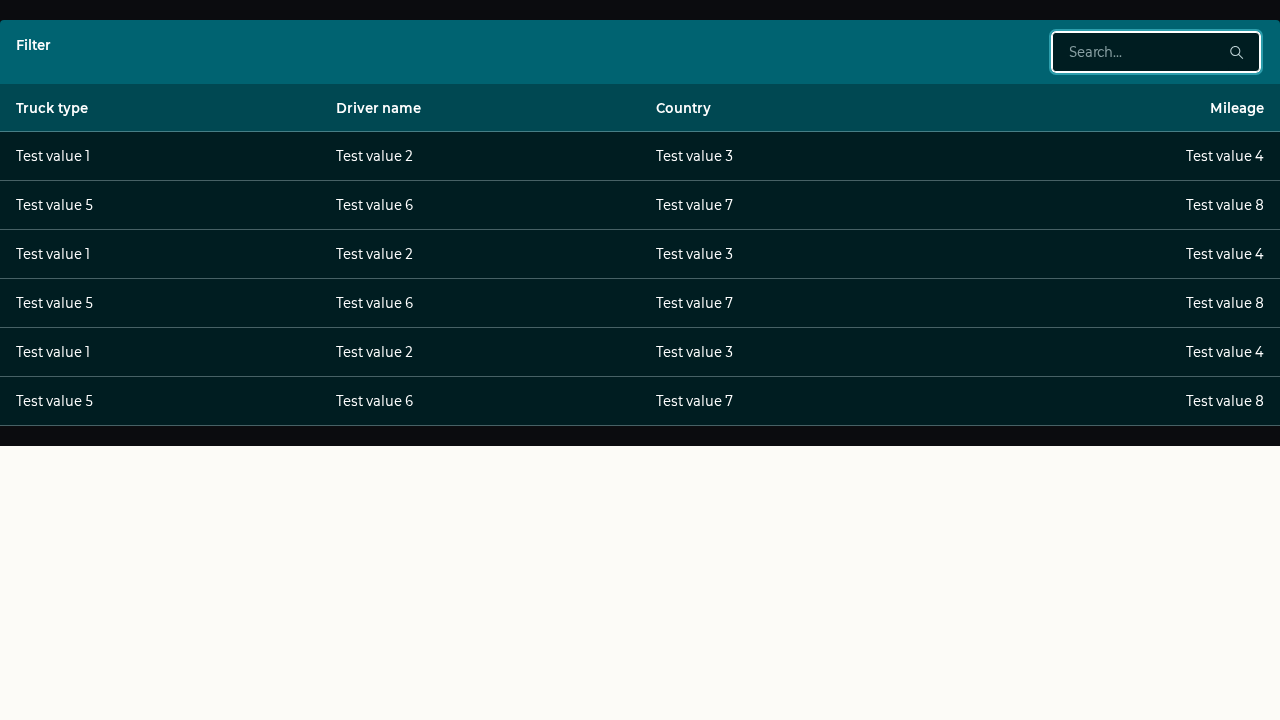 Filter
Search...
Truck type Driver name Country Mileage
Test value 1 Test value 2 Test value 3 Test value 4
Test value 5 Test value 6 Test value 7 Test value 8
Test value 1 Test value 2 Test value 3 Test value 4
Test value 5 Test value 6 Test value 7 Test value 8
Test value 1 Test value 2 Test value 3 Test value 4
Test value 5 Test value 6 Test value 7 Test value 8